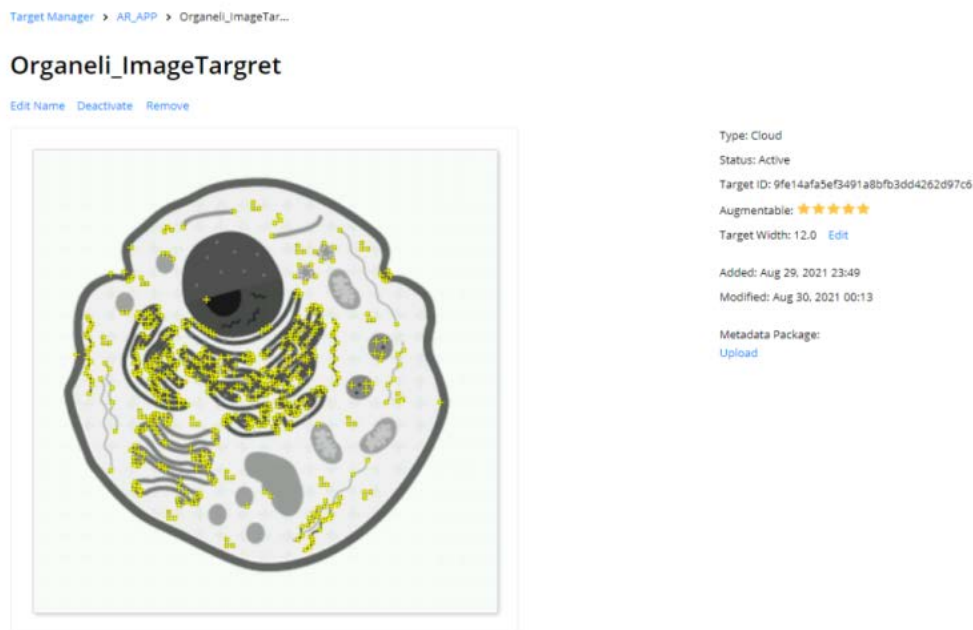 Target Manager > AR_APP > Organeli_ImageTar...
Organeli_ImageTargret
Edit Name Deactivate Remove
Type: Cloud
Status: Active
Target ID: 9fe14afa5ef3491a8bfb3dd4262d97c6
Augmentable:
Target Width: 12.0 Edit
Added: Aug 29, 2021 23:49
Modified: Aug 30, 2021 00:13
Metadata Package:
Upload